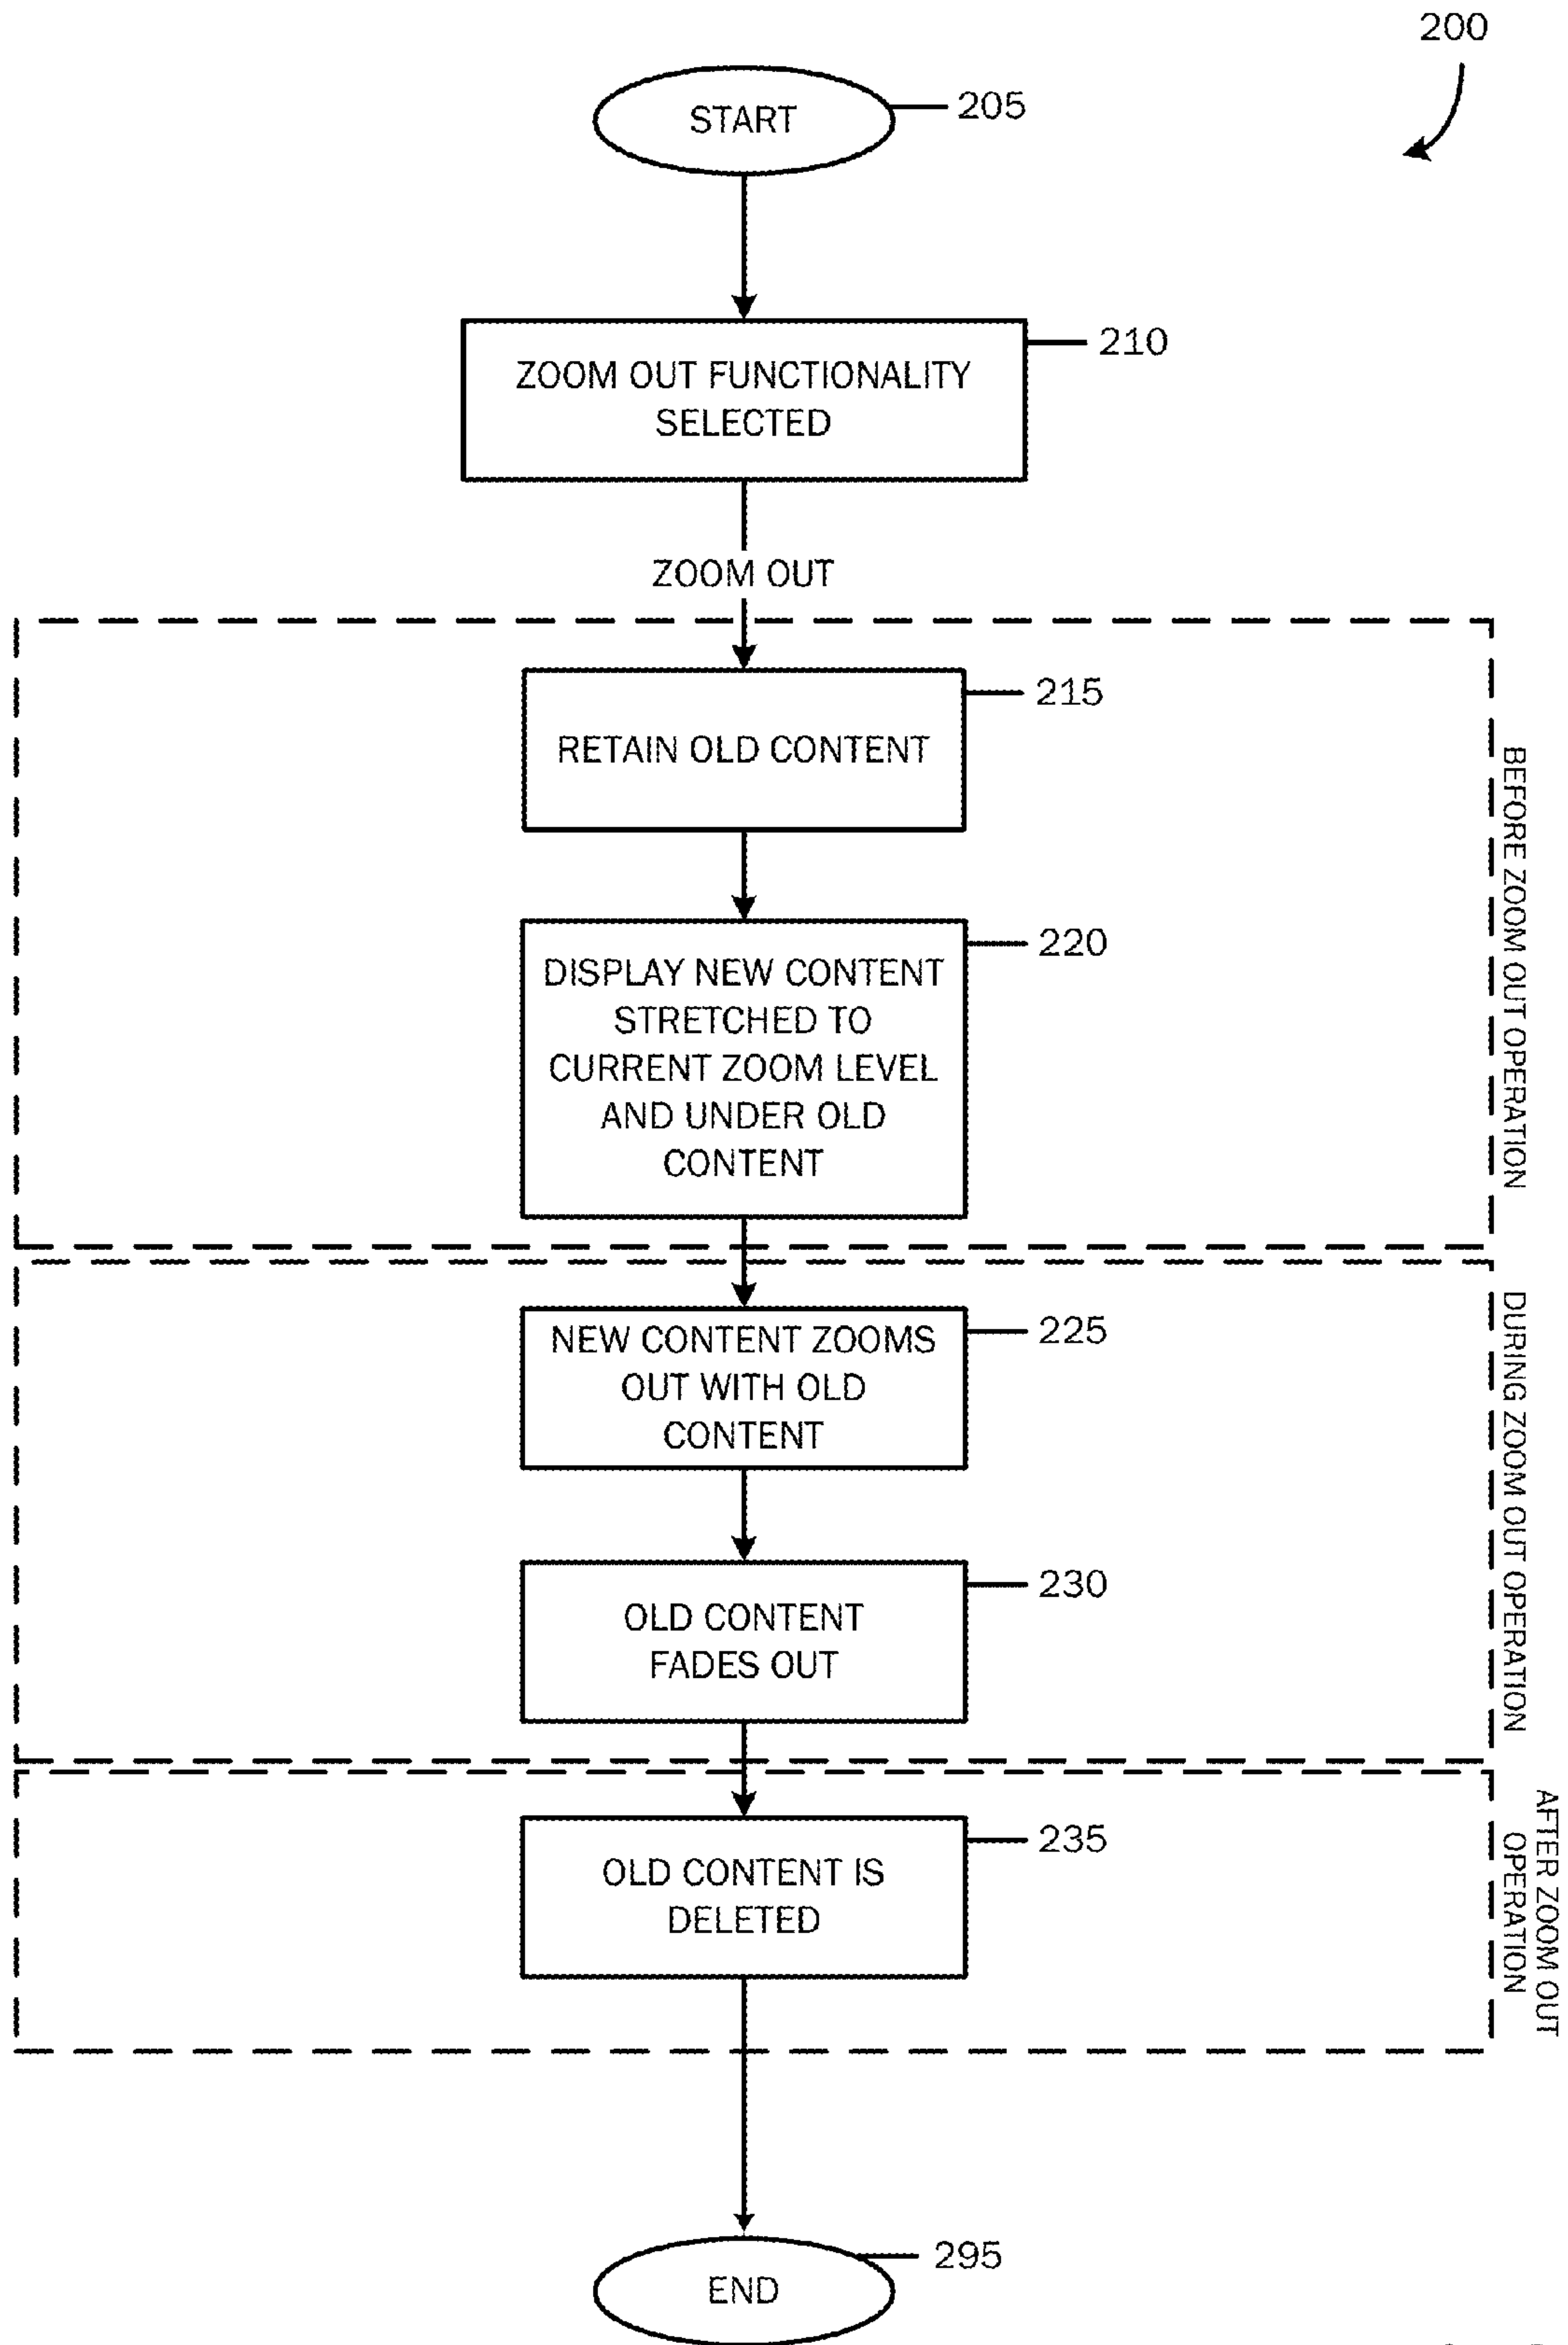 200
START
205
ZOOM OUT FUNCTIONALITY
SELECTED
210
ZOOM OUT
RETAIN OLD CONTENT
215
DISPLAY NEW CONTENT
STRETCHED TO
CURRENT ZOOM LEVEL
AND UNDER OLD
CONTENT
220
BEFORE ZOOM OUT OPERATION
NEW CONTENT ZOOMS
OUT WITH OLD
CONTENT
225
OLD CONTENT
FADES OUT
230
DURING ZOOM OUT OPERATION
OLD CONTENT IS
DELETED
235
AFTER ZOOM OUT
OPERATION
END
295